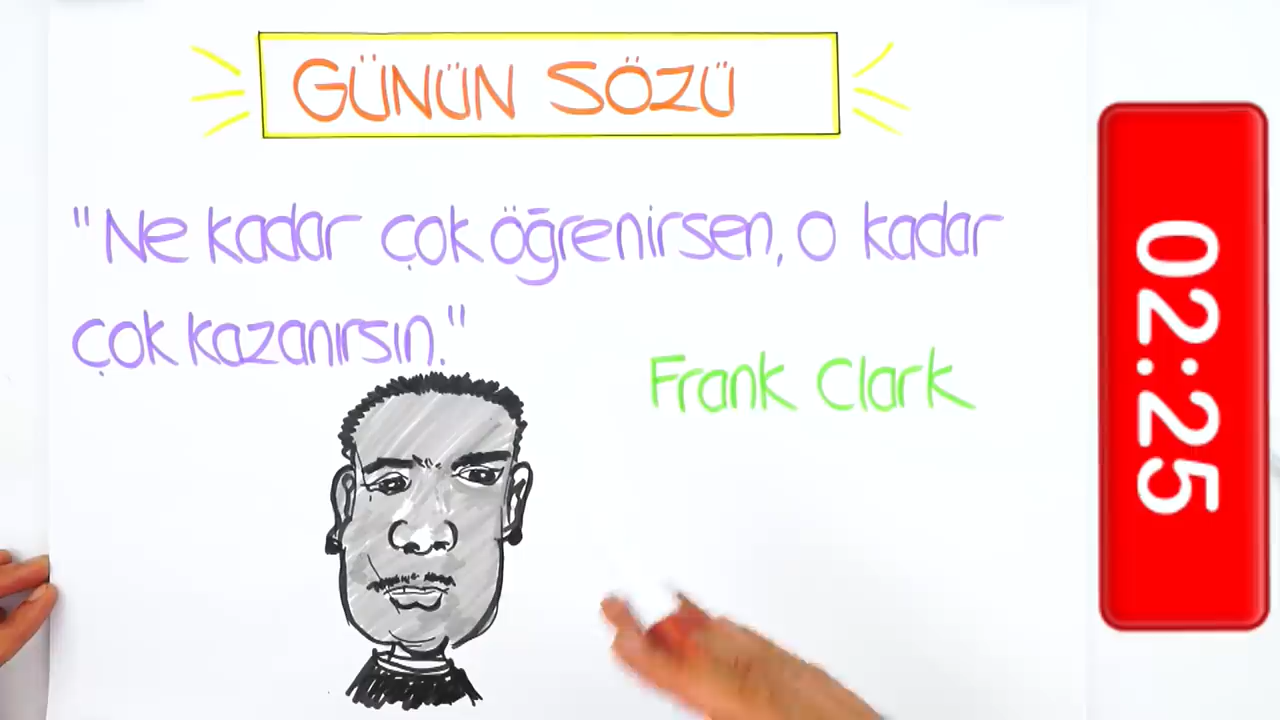 GÜNÜN SÖZÜ
"Ne kadar çok öğrenirsen, o kadar
çok kazanırsın."
Frank Clark
02:25